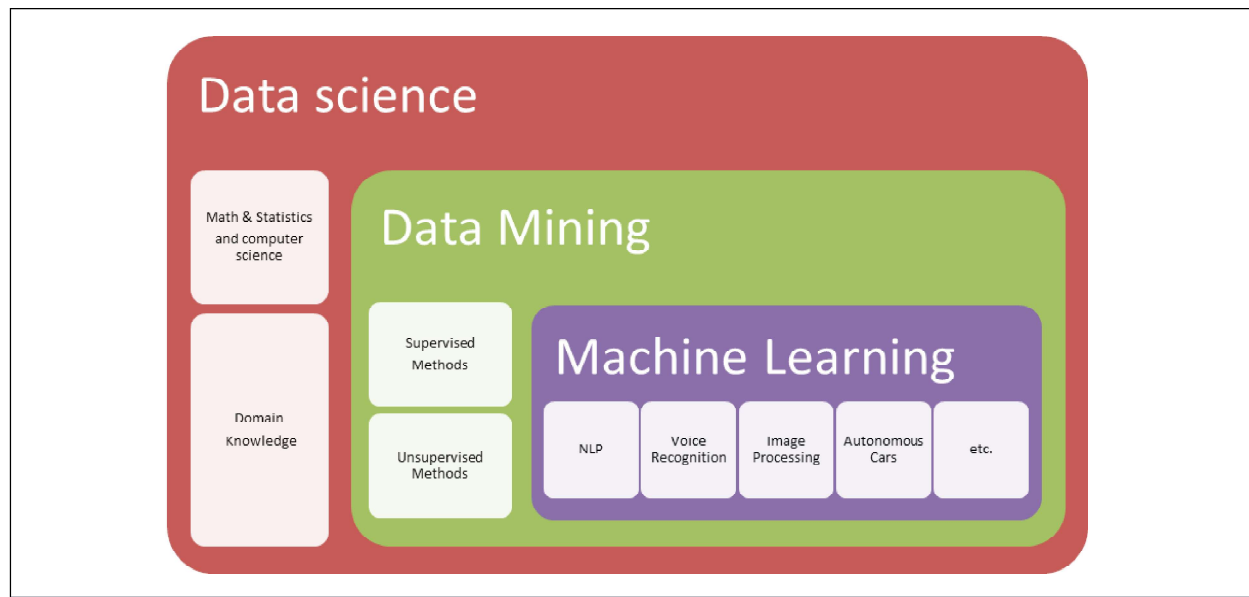 Data science
Math & Statistics
and computer
science
Domain
Knowledge
Data Mining
Supervised
Methods
Unsupervised
Methods
Machine Learning
NLP
Voice
Recognition
Image
Processing
Autonomous
Cars
etc.